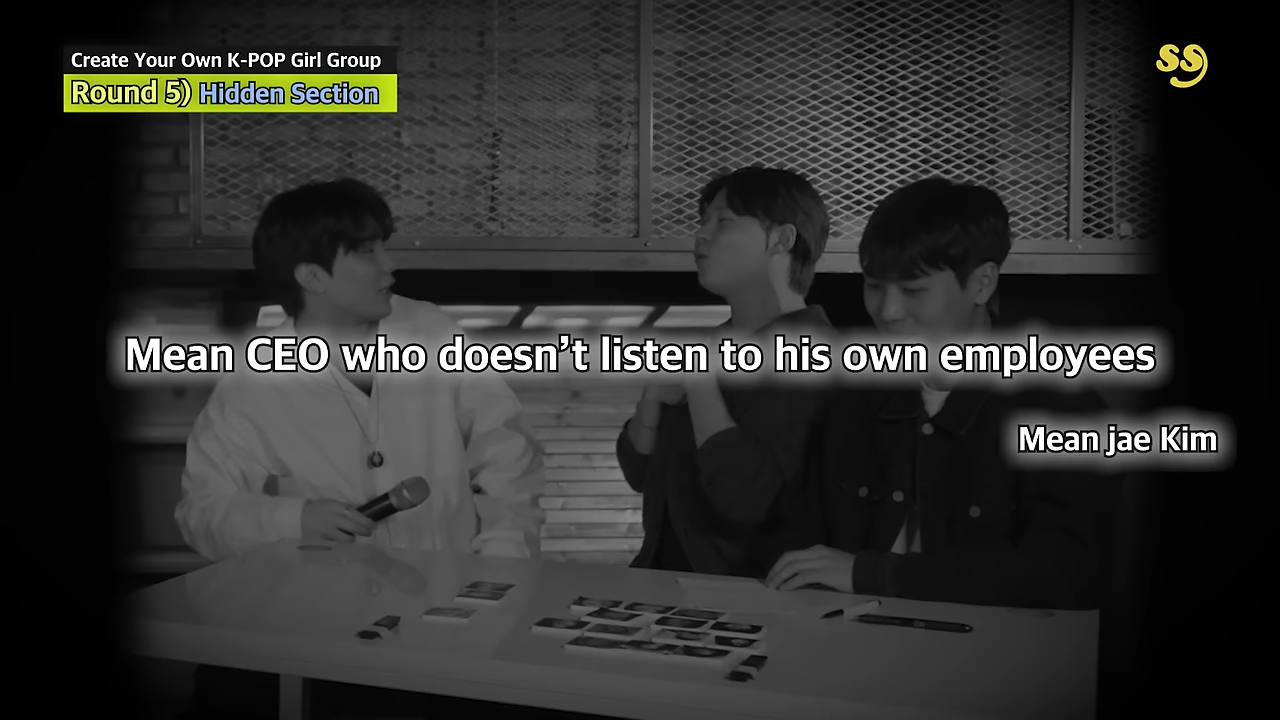 Create Your Own K-POP Girl Group
Round 5) Hidden Section
Mean CEO who doesn’t listen to his own employees
Mean jae Kim